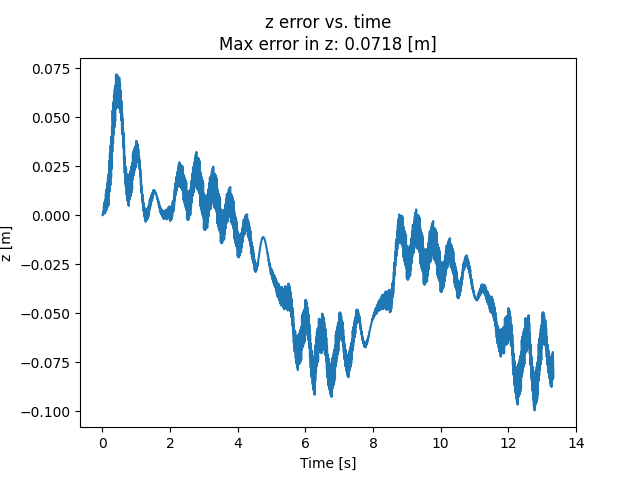 z error vs. time
Max error in z: 0.0718 [m]
0.075
0.050
0.025
0.000
−0.025
−0.050
−0.075
−0.100
z [m]
0 2 4 6 8 10 12 14
Time [s]